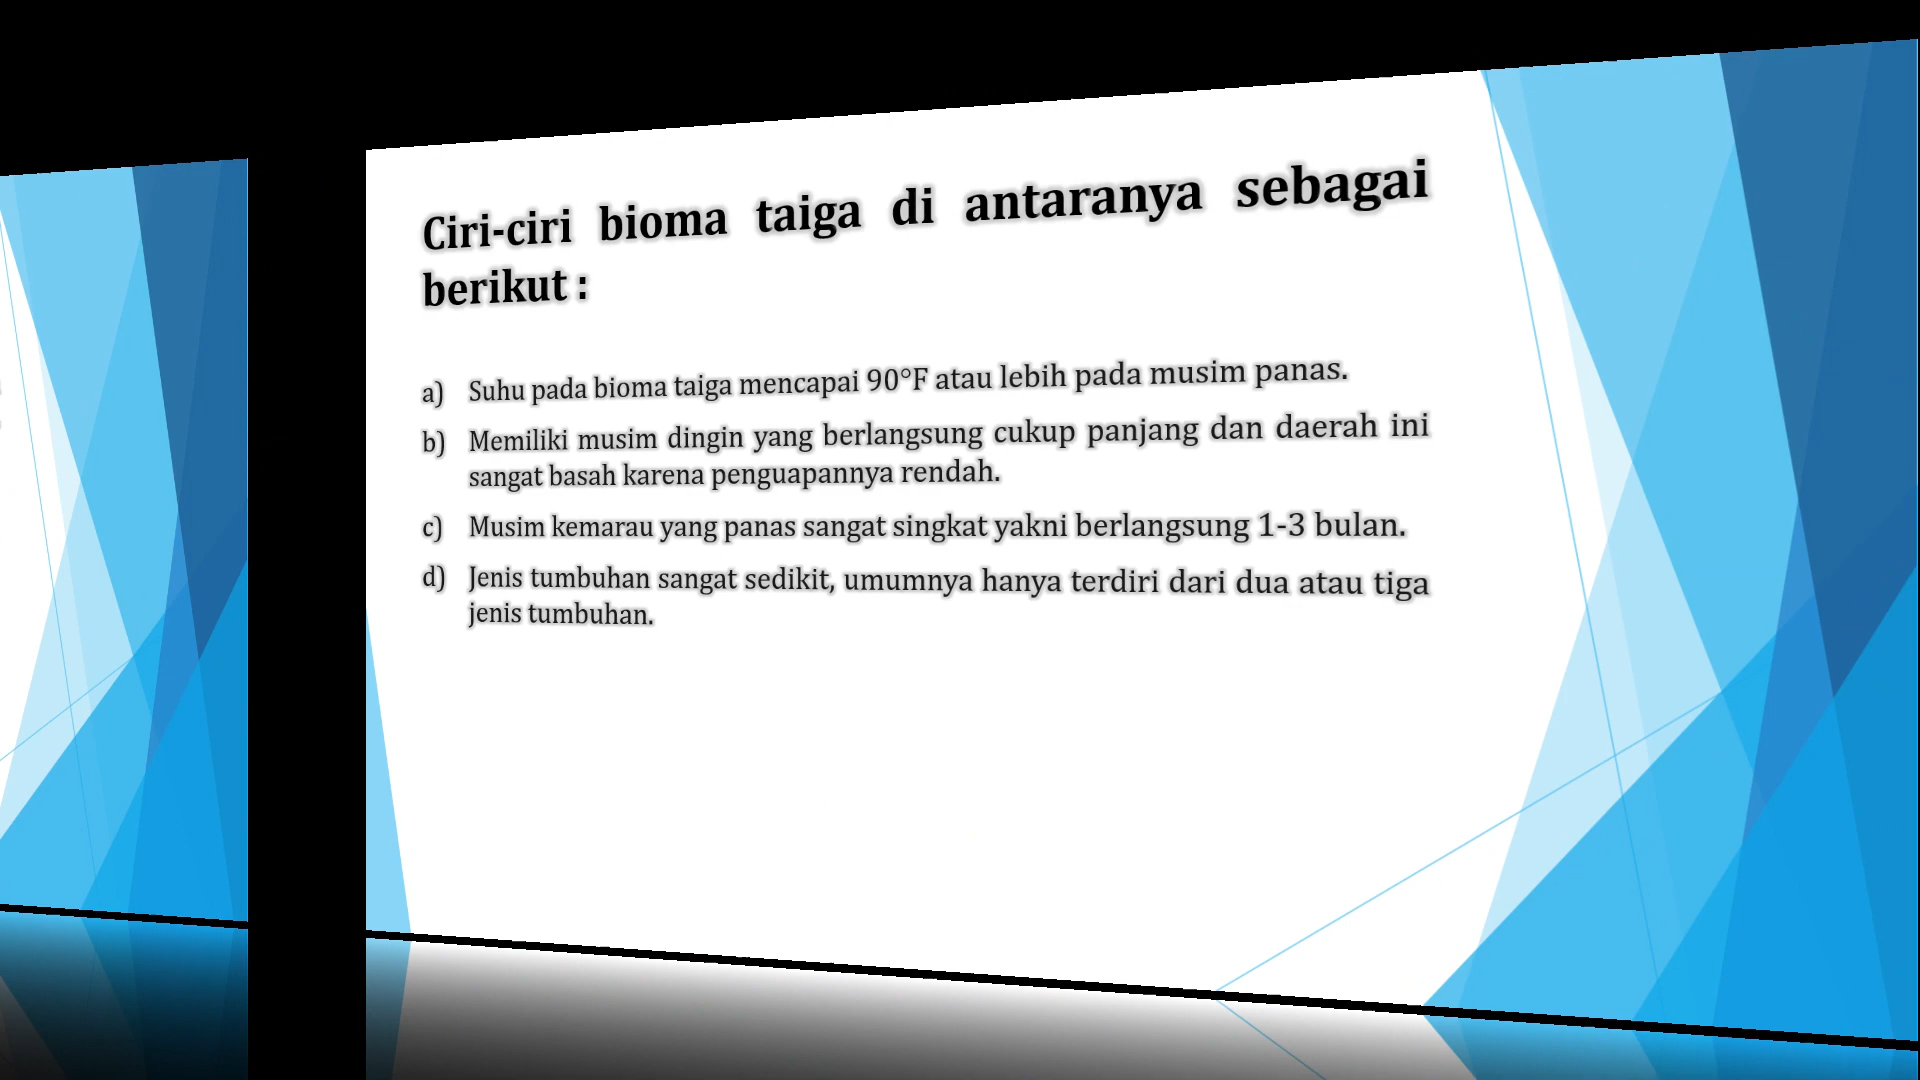 Ciri-ciri bioma taiga di antaranya sebagai
berikut :
a) Suhu pada bioma taiga mencapai 90°F atau lebih pada musim panas.
b) Memiliki musim dingin yang berlangsung cukup panjang dan daerah ini
sangat basah karena penguapannya rendah.
c) Musim kemarau yang panas sangat singkat yakni berlangsung 1-3 bulan.
d) Jenis tumbuhan sangat sedikit, umumnya hanya terdiri dari dua atau tiga
jenis tumbuhan.